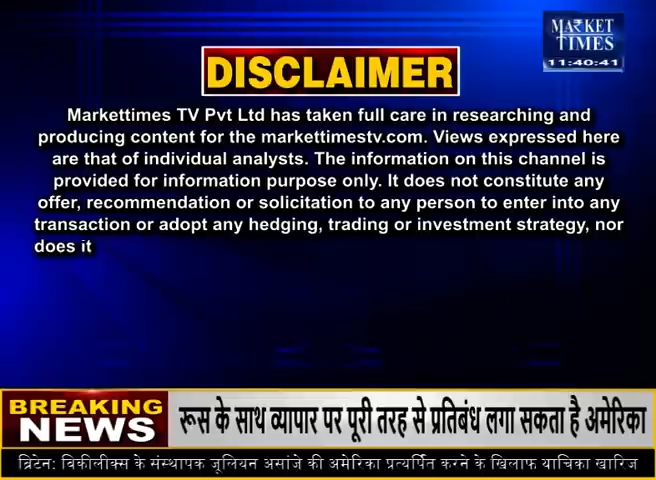 MARKET
TIMES
11:40:41
DISCLAIMER
Markettimes TV Pvt Ltd has taken full care in researching and
producing content for the markettimestv.com. Views expressed here
are that of individual analysts. The information on this channel is
provided for information purpose only. It does not constitute any
offer, recommendation or solicitation to any person to enter into any
transaction or adopt any hedging, trading or investment strategy, nor
does it
BREAKING
NEWS
रूस के साथ व्यापार पर पूरी तरह से प्रतिबंध लगा सकता है अमेरिका
ब्रिटेन: विकीलीक्स के संस्थापक जूलियन असांजे की अमेरिका प्रत्यर्पित करने के खिलाफ याचिका खारिज